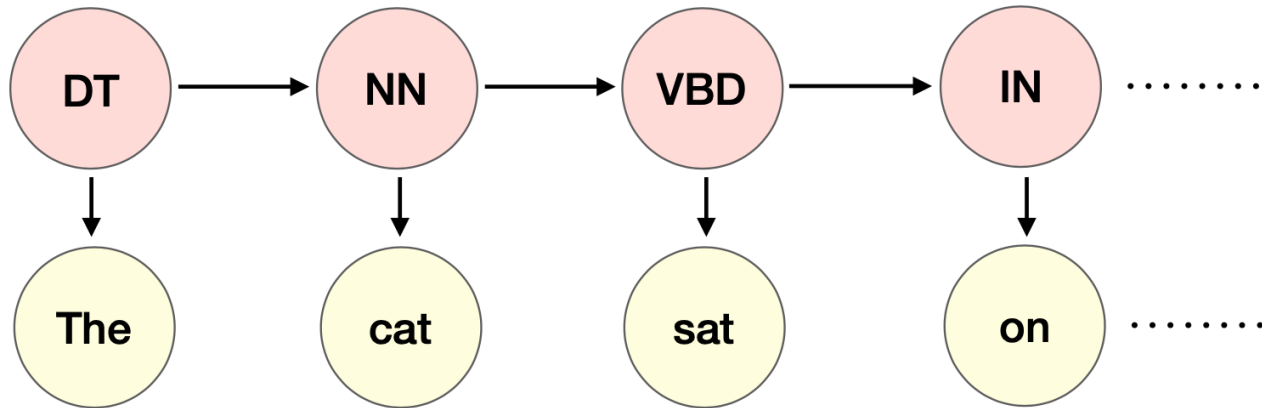 DT NN VBD IN ........
The cat sat on ........